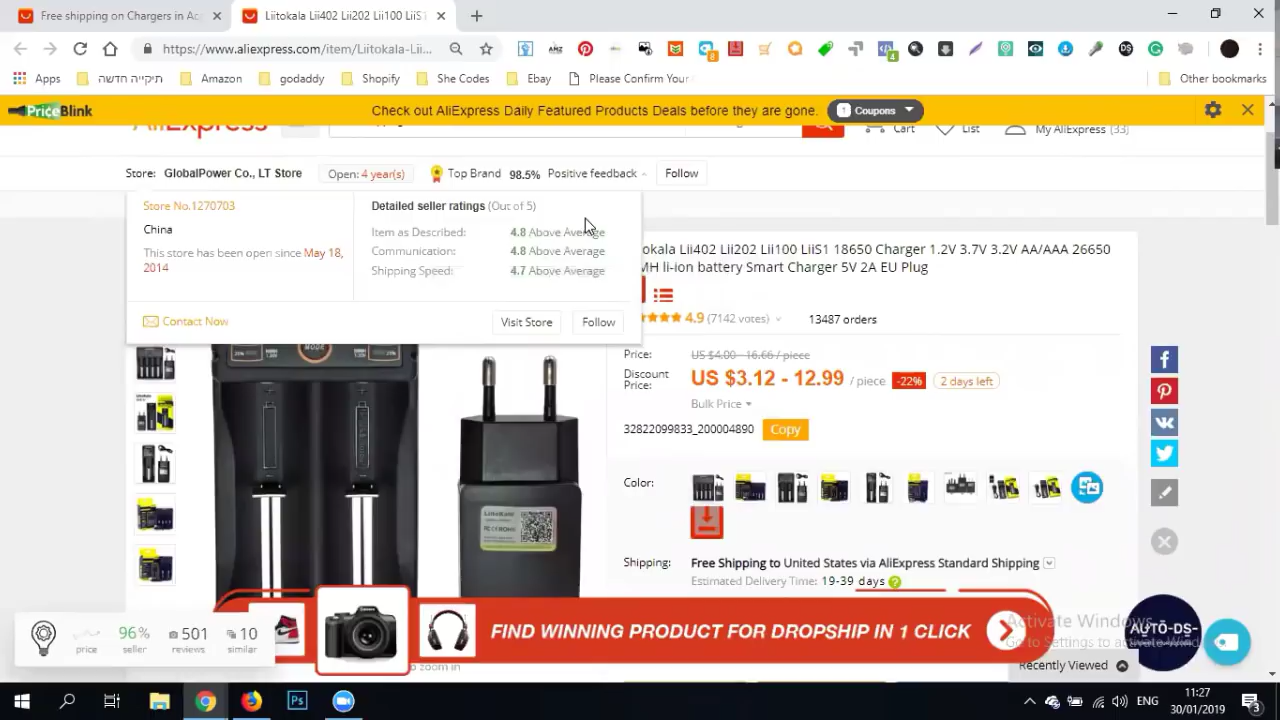 Free shipping on Chargers in Ac
Liitokala Lii402 Lii202 Lii100 LiiS1
https://www.aliexpress.com/item/Liitokala-Lii...
8
4
Apps
תיקייה חדשה
Amazon
godaddy
Shopify
She Codes
Ebay
Please Confirm Your
Other bookmarks
PriceBlink
Check out AliExpress Daily Featured Products Deals before they are gone.
Coupons
AliExpress
Cart
List
My AliExpress (33)
Store: GlobalPower Co., LT Store
Open: 4 year(s)
Top Brand
98.5% Positive feedback
Follow
Store No.1270703
China
This store has been open since May 18, 2014
Contact Now
Detailed seller ratings (Out of 5)
Item as Described: 4.8 Above Average
Communication: 4.8 Above Average
Shipping Speed: 4.7 Above Average
Visit Store
Follow
okala Lii402 Lii202 Lii100 LiiS1 18650 Charger 1.2V 3.7V 3.2V AA/AAA 26650
MH li-ion battery Smart Charger 5V 2A EU Plug
4.9 (7142 votes)
13487 orders
Price: US $4.00 - 16.66 / piece
Discount Price: US $3.12 - 12.99 / piece -22% 2 days left
Bulk Price
32822099833_200004890
Copy
Color:
Shipping: Free Shipping to United States via AliExpress Standard Shipping
Estimated Delivery Time: 19-39 days
MODE
FIND WINNING PRODUCT FOR DROPSHIP IN 1 CLICK
price
96% seller
501 reviews
10 similar
to zoom in
Activate Windows
Go to Settings to activate Wind
AUTO-DS-
Recently Viewed
ENG
11:27
30/01/2019
3